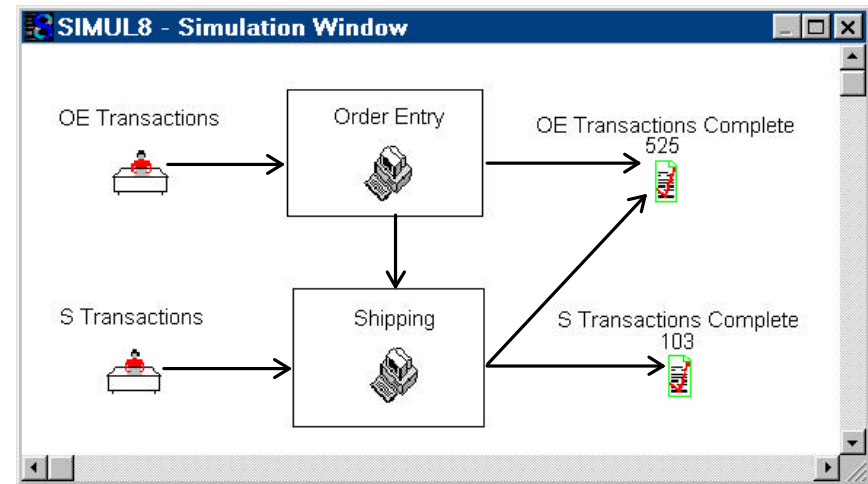 SIMUL8 - Simulation Window
OE Transactions
Order Entry
OE Transactions Complete
525
S Transactions
Shipping
S Transactions Complete
103